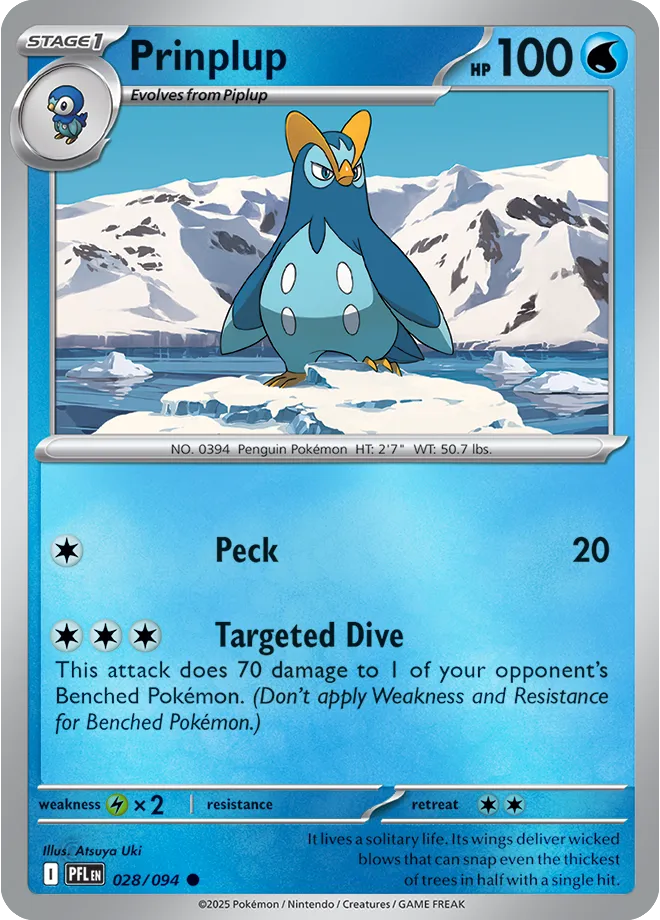 STAGE1
Prinplup
HP 100
Evolves from Piplup
NO. 0394 Penguin Pokémon HT: 2'7" WT: 50.7 lbs.
Peck 20
Targeted Dive
This attack does 70 damage to 1 of your opponent's
Benched Pokémon. (Don't apply Weakness and Resistance
for Benched Pokémon.)
weakness ×2 resistance retreat
Illus. Atsuya Uki
It lives a solitary life. Its wings deliver wicked
blows that can snap even the thickest
of trees in half with a single hit.
I PFL EN 028/094
©2025 Pokémon / Nintendo / Creatures / GAME FREAK